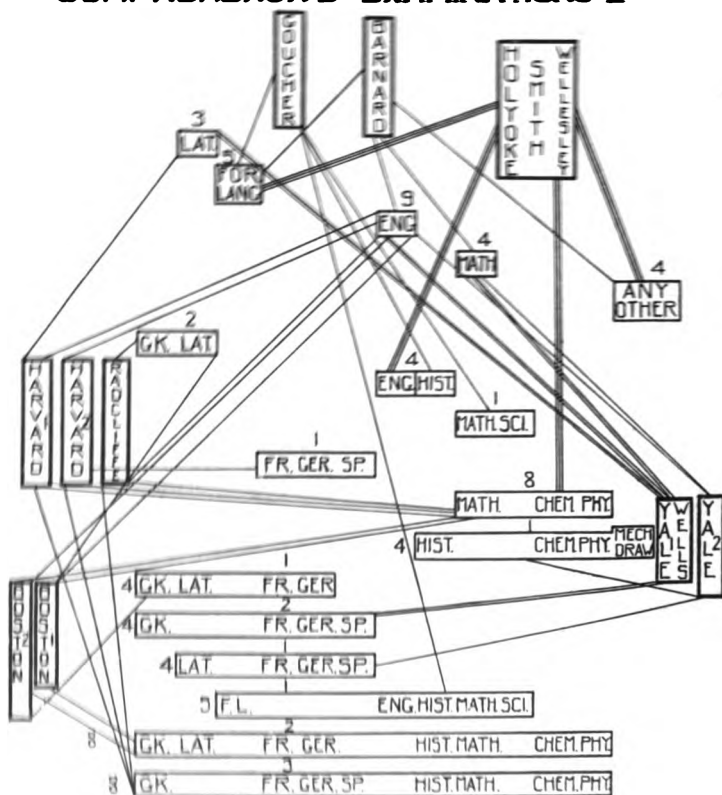 GOUCHER
BARNARD
HOLYOKE
SMITH
WELLESLEY
3
LAT.
5
FOR.
LANG
9
ENG
4
MATH
4
ANY
OTHER
2
GK. LAT.
HARVARD 1
HARVARD 2
RADCLIFFE
4
ENG. HIST.
1
MATH. SCI.
1
FR. GER. SP.
8
MATH. CHEM. PHY.
YALE
WELLS
YALE 2
1
4 HIST. CHEM. PHY. MECH
DRAW
BOSTON 2
BOSTON 1
1
4 GK. LAT. FR. GER
2
4 GK. FR. GER. SP.
1
4 LAT. FR. GER. SP.
1
5 F. L. ENG. HIST. MATH. SCI.
2
8 GK. LAT. FR. GER. HIST. MATH. CHEM. PHY.
3
8 GK. FR. GER. SP. HIST. MATH. CHEM. PHY.